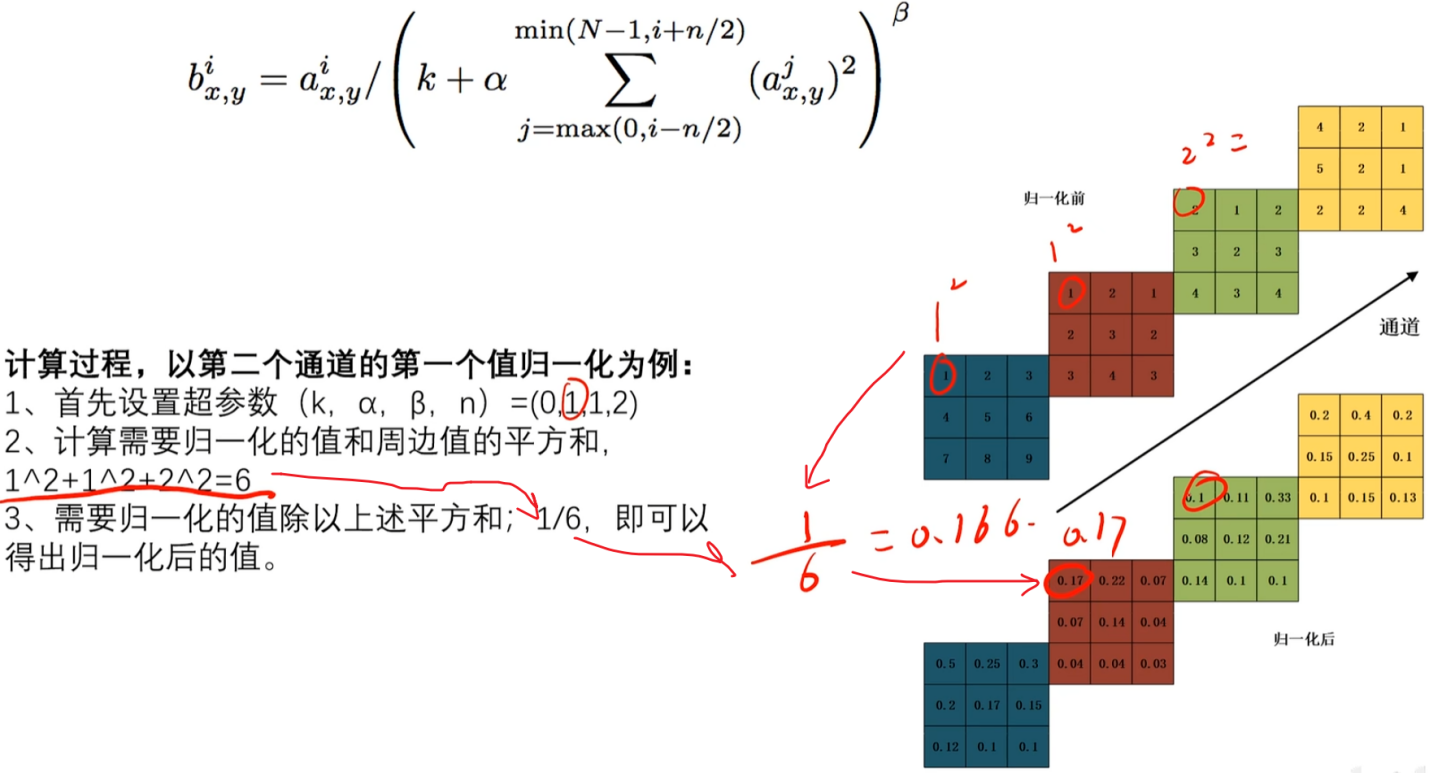 b^i_{x,y} = a^i_{x,y} / ( k + α ∑_{j=max(0,i−n/2)}^{min(N−1,i+n/2)} (a^j_{x,y})^2 )^β
计算过程，以第二个通道的第一个值归一化为例：
1、首先设置超参数（k，α，β，n）=(0,1,1,2)
2、计算需要归一化的值和周边值的平方和，
1^2+1^2+2^2=6
3、需要归一化的值除以上述平方和；1/6，即可以
得出归一化后的值。
归一化前
4 2 1
5 2 1
2 2 4
2² =
2 1 2
3 2 3
4 3 4
1²
1 2 1
2 3 2
3 4 3
1²
1 2 3
4 5 6
7 8 9
通道
1/6 = 0.166. 0.17
0.2 0.4 0.2
0.15 0.25 0.1
0.1 0.15 0.13
0.1 0.11 0.33
0.08 0.12 0.21
0.14 0.1 0.1
0.17 0.22 0.07
0.07 0.14 0.04
0.04 0.04 0.03
0.5 0.25 0.3
0.2 0.17 0.15
0.12 0.1 0.1
归一化后